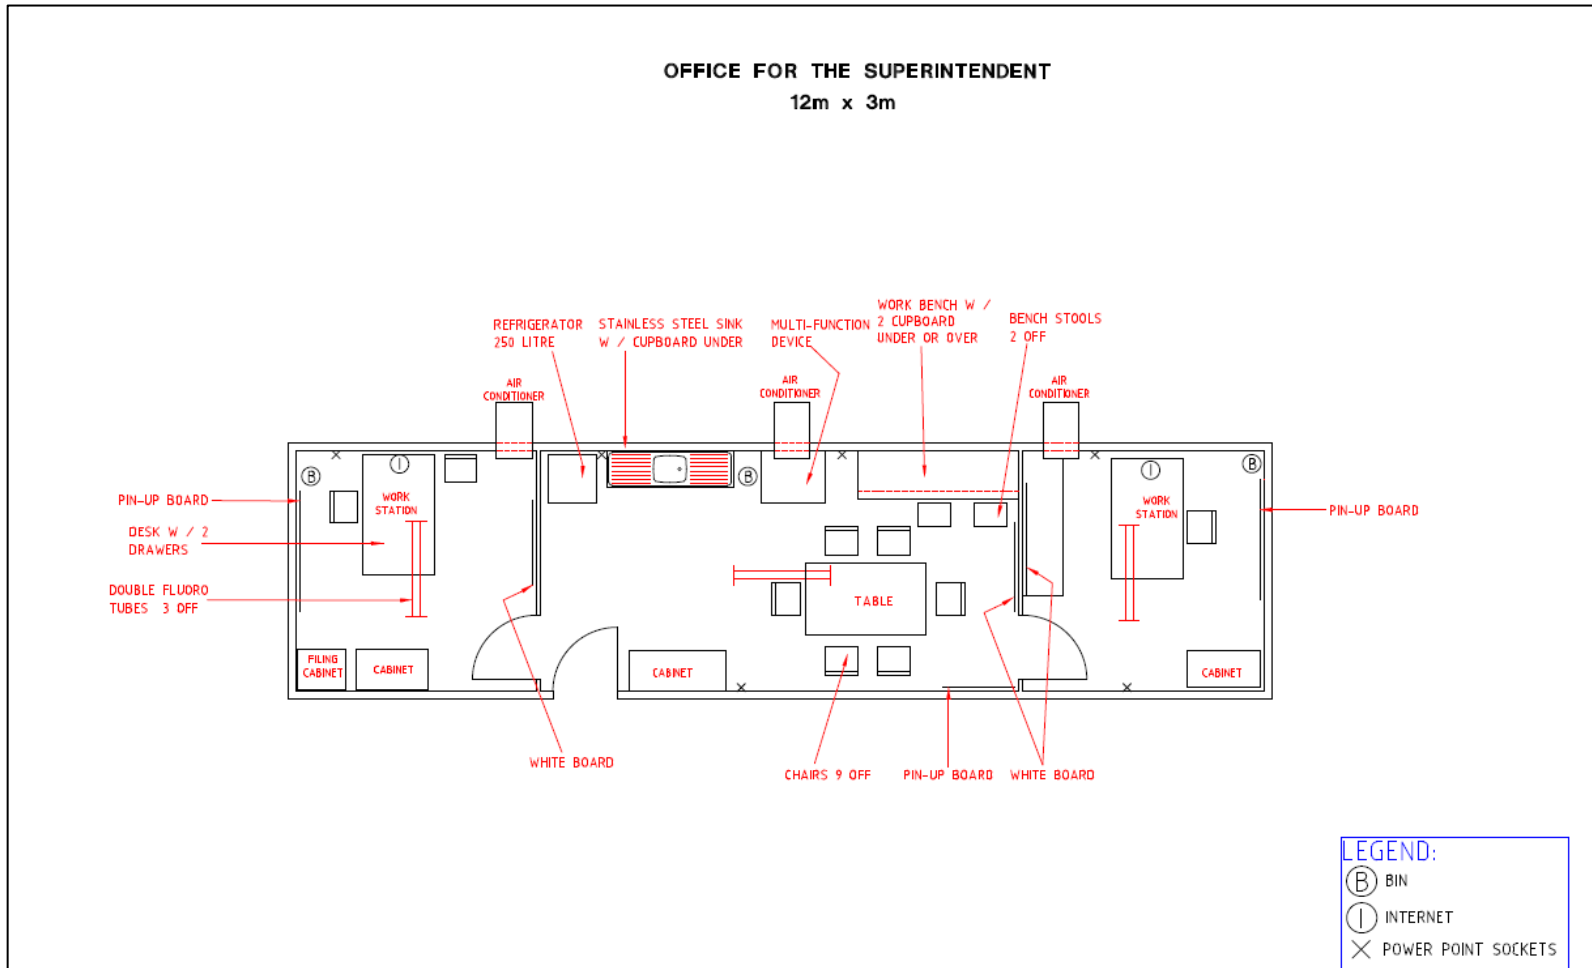 OFFICE FOR THE SUPERINTENDENT
12m x 3m
REFRIGERATOR
250 LITRE
STAINLESS STEEL SINK
W / CUPBOARD UNDER
MULTI-FUNCTION
DEVICE
WORK BENCH W /
2 CUPBOARD
UNDER OR OVER
BENCH STOOLS
2 OFF
AIR
CONDITIONER
AIR
CONDITIONER
AIR
CONDITIONER
B
I
B
I
B
PIN-UP BOARD
WORK
STATION
WORK
STATION
PIN-UP BOARD
DESK W / 2
DRAWERS
DOUBLE FLUORO
TUBES 3 OFF
TABLE
FILING
CABINET
CABINET
CABINET
CABINET
WHITE BOARD
CHAIRS 9 OFF
PIN-UP BOARD
WHITE BOARD
LEGEND:
B BIN
I INTERNET
X POWER POINT SOCKETS